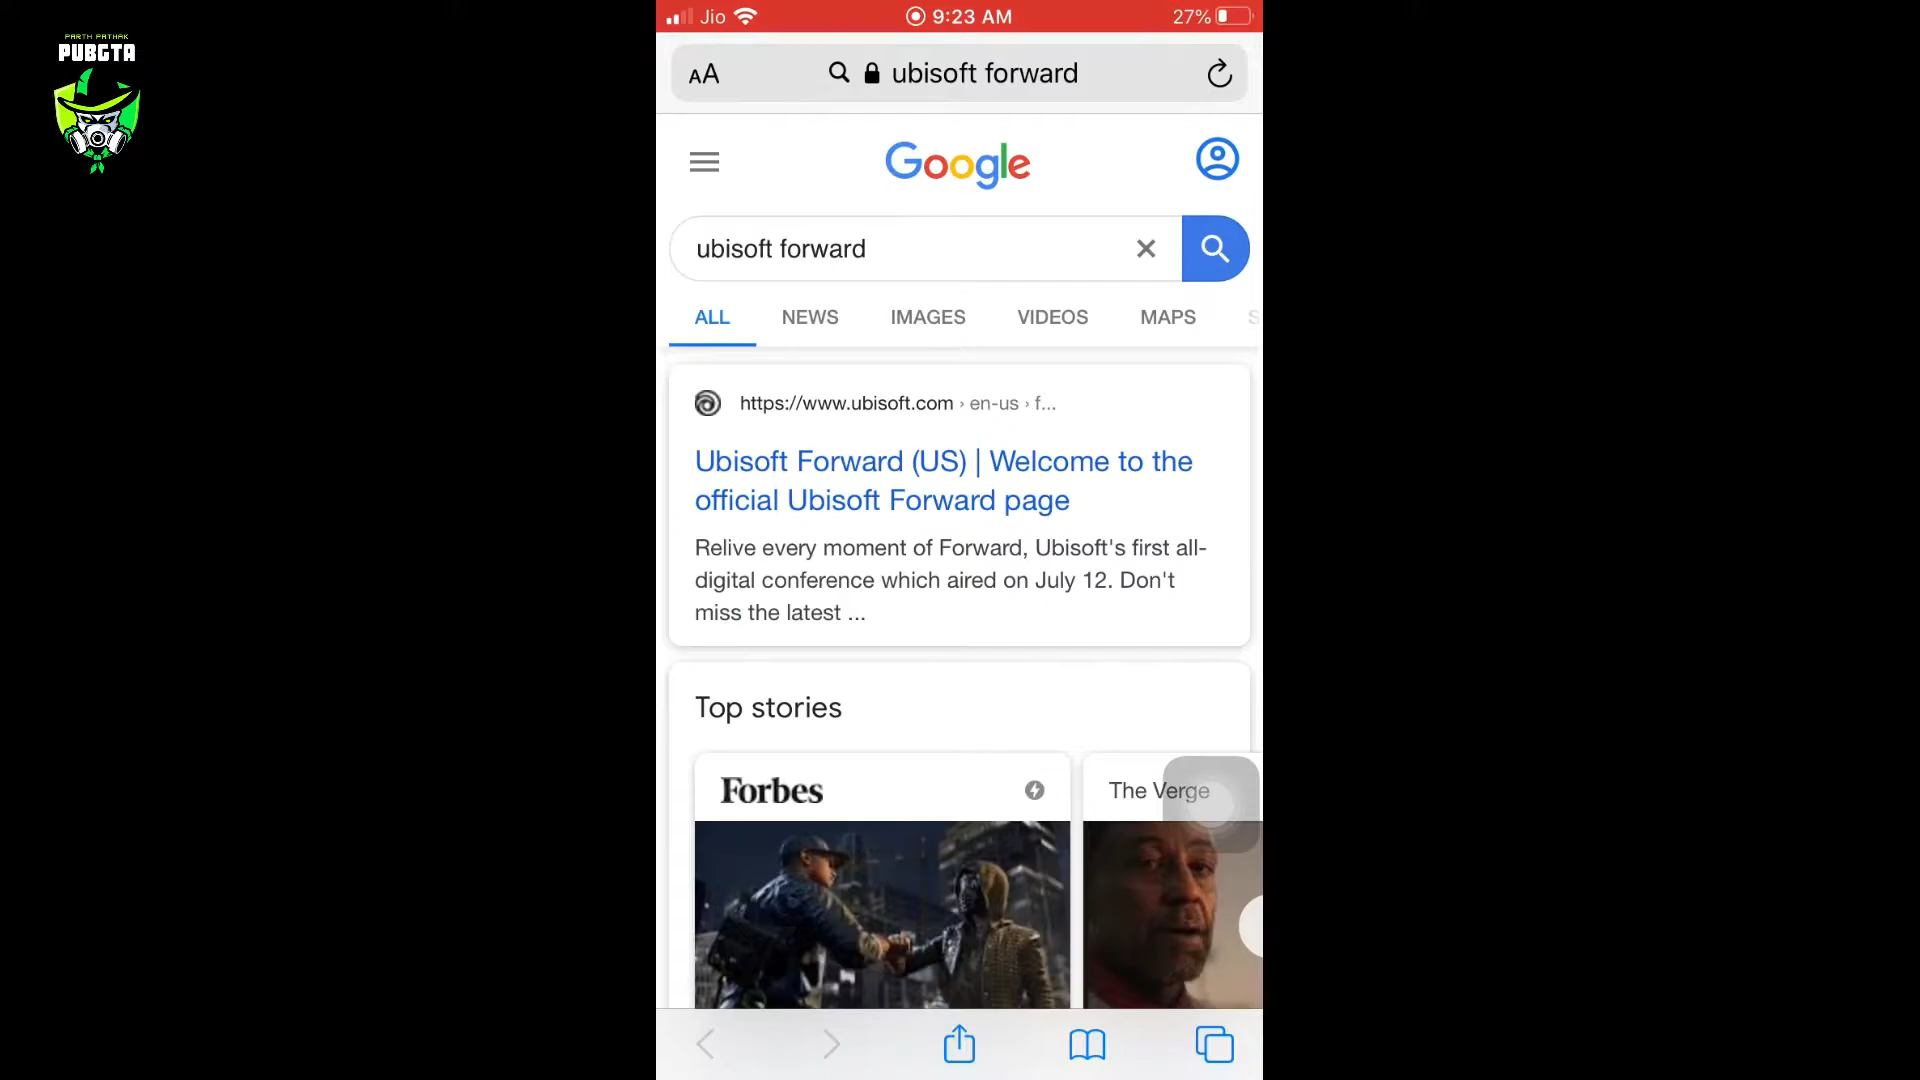 PARTH PATHAK
PUBGTA
Jio 9:23 AM 27%
AA ubisoft forward
Google
ubisoft forward
ALL NEWS IMAGES VIDEOS MAPS S
https://www.ubisoft.com › en-us › f...
Ubisoft Forward (US) | Welcome to the
official Ubisoft Forward page
Relive every moment of Forward, Ubisoft's first all-
digital conference which aired on July 12. Don't
miss the latest ...
Top stories
Forbes
The Verge